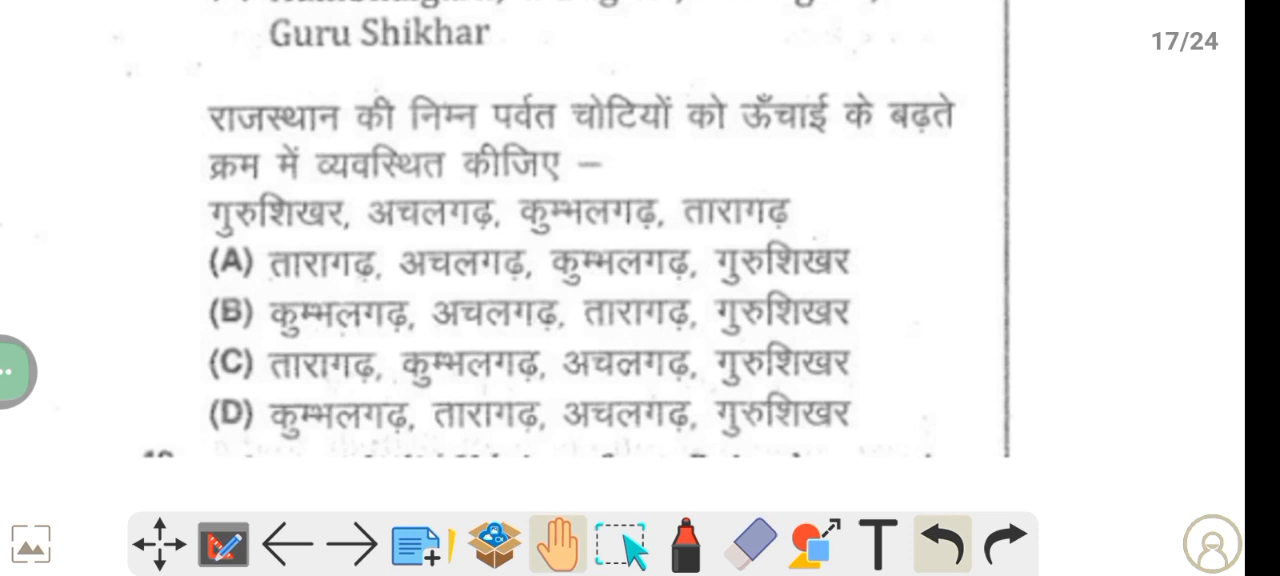 Guru Shikhar
17/24
राजस्थान की निम्न पर्वत चोटियों को ऊँचाई के बढ़ते
क्रम में व्यवस्थित कीजिए –
गुरुशिखर, अचलगढ़, कुम्भलगढ़, तारागढ़
(A) तारागढ़, अचलगढ़, कुम्भलगढ़, गुरुशिखर
(B) कुम्भलगढ़, अचलगढ़, तारागढ़, गुरुशिखर
(C) तारागढ़, कुम्भलगढ़, अचलगढ़, गुरुशिखर
(D) कुम्भलगढ़, तारागढ़, अचलगढ़, गुरुशिखर
T